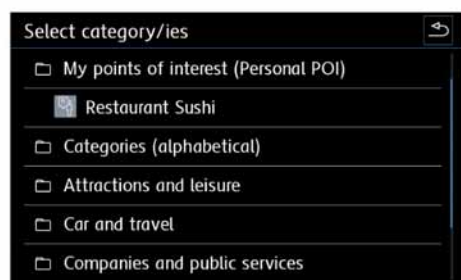 Select category/ies
My points of interest (Personal POI)
Restaurant Sushi
Categories (alphabetical)
Attractions and leisure
Car and travel
Companies and public services